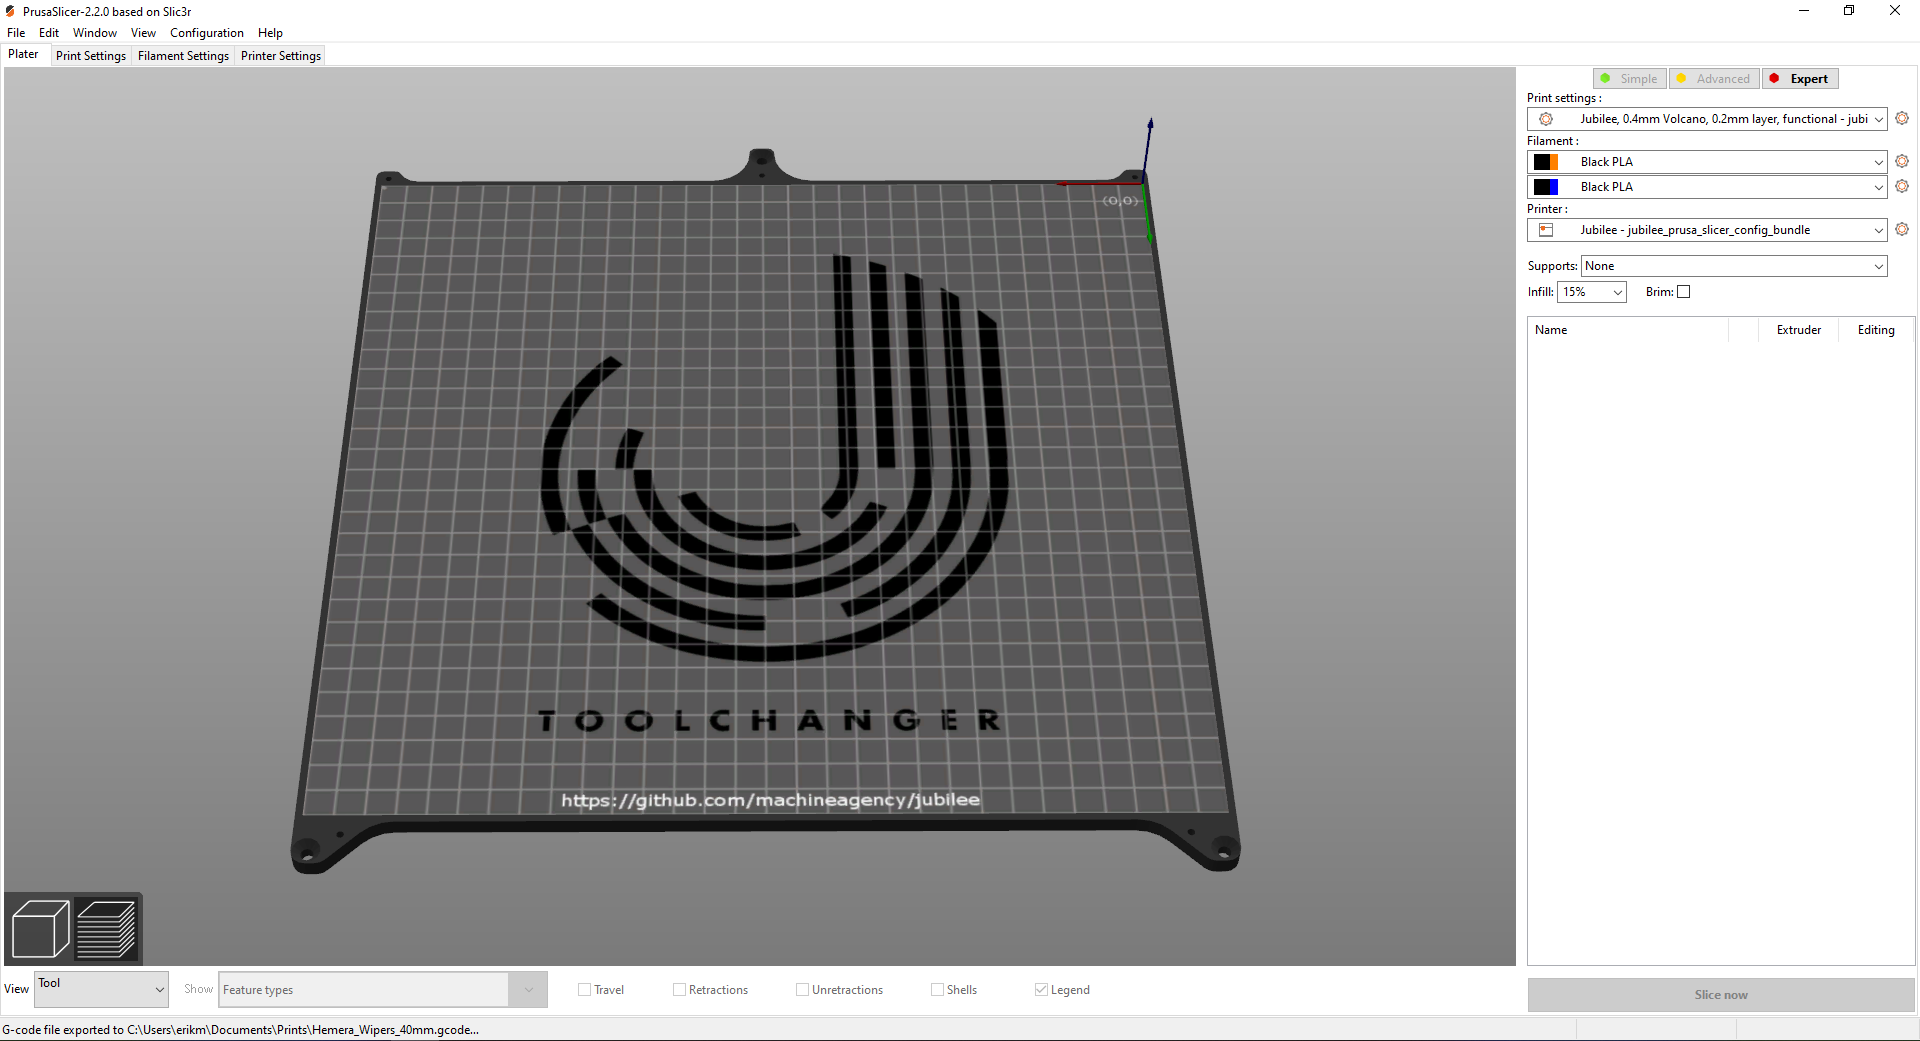 PrusaSlicer-2.2.0 based on Slic3r
File Edit Window View Configuration Help
Plater Print Settings Filament Settings Printer Settings
Simple Advanced Expert
Print settings :
Jubilee, 0.4mm Volcano, 0.2mm layer, functional - jubi
Filament :
Black PLA
Black PLA
Printer :
Jubilee - jubilee_prusa_slicer_config_bundle
Supports: None
Infill: 15% Brim:
Name Extruder Editing
(0,0)
TOOLCHANGER
https://github.com/machineagency/jubilee
View Tool Show Feature types Travel Retractions Unretractions Shells Legend
Slice now
G-code file exported to C:\Users\erikm\Documents\Prints\Hemera_Wipers_40mm.gcode...